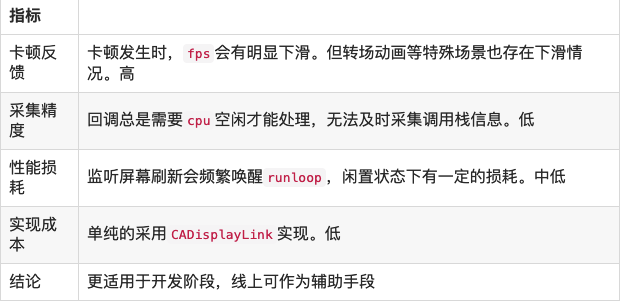 指标
卡顿反馈 卡顿发生时，fps会有明显下滑。但转场动画等特殊场景也存在下滑情
况。高
采集精度 回调总是需要 cpu 空闲才能处理，无法及时采集调用栈信息。低
性能损耗 监听屏幕刷新会频繁唤醒 runloop，闲置状态下有一定的损耗。中低
实现成本 单纯的采用 CADisplayLink 实现。低
结论 更适用于开发阶段，线上可作为辅助手段